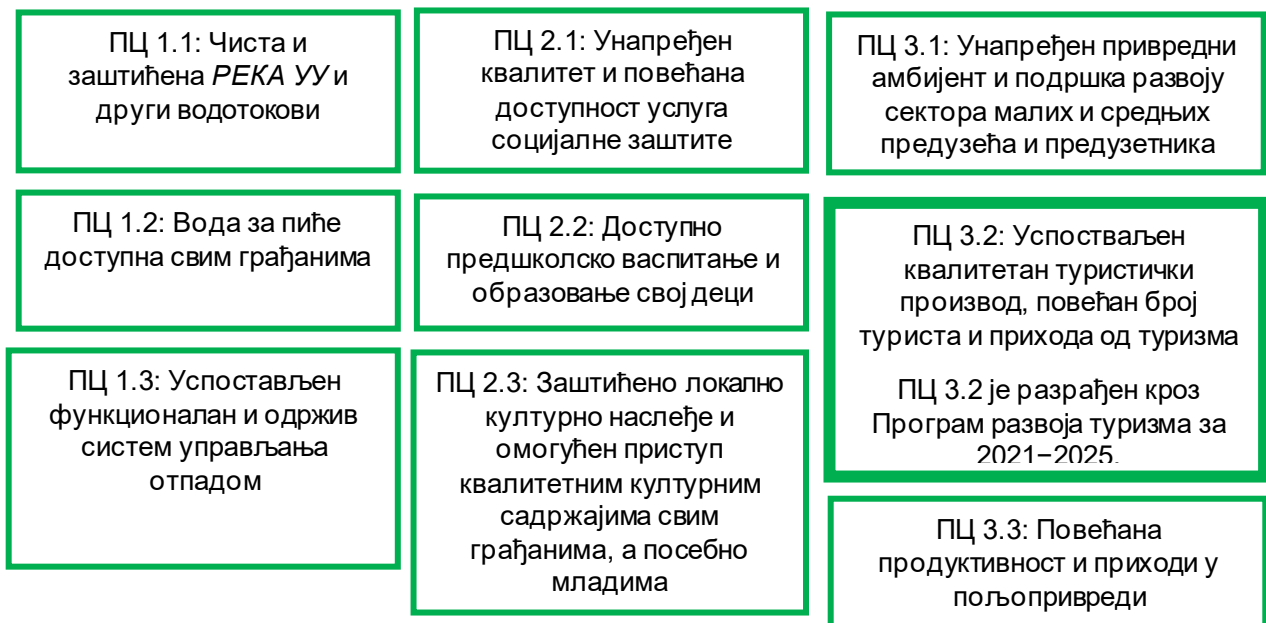 ПЦ 1.1: Чиста и
заштићена РЕКА УУ и
други водотокови
ПЦ 1.2: Вода за пиће
доступна свим грађанима
ПЦ 1.3: Успостављен
функционалан и одржив
систем управљања
отпадом
ПЦ 2.1: Унапређен
квалитет и повећана
доступност услуга
социјалне заштите
ПЦ 2.2: Доступно
предшколско васпитање и
образовање свој деци
ПЦ 2.3: Заштићено локално
културно наслеђе и
омогућен приступ
квалитетним културним
садржајима свим
грађанима, а посебно
младима
ПЦ 3.1: Унапређен привредни
амбијент и подршка развоју
сектора малих и средњих
предузећа и предузетника
ПЦ 3.2: Успостваљен
квалитетан туристички
производ, повећан број
туриста и прихода од туризма
ПЦ 3.2 је разрађен кроз
Програм развоја туризма за
2021–2025.
ПЦ 3.3: Повећана
продуктивност и приходи у
пољопривреди